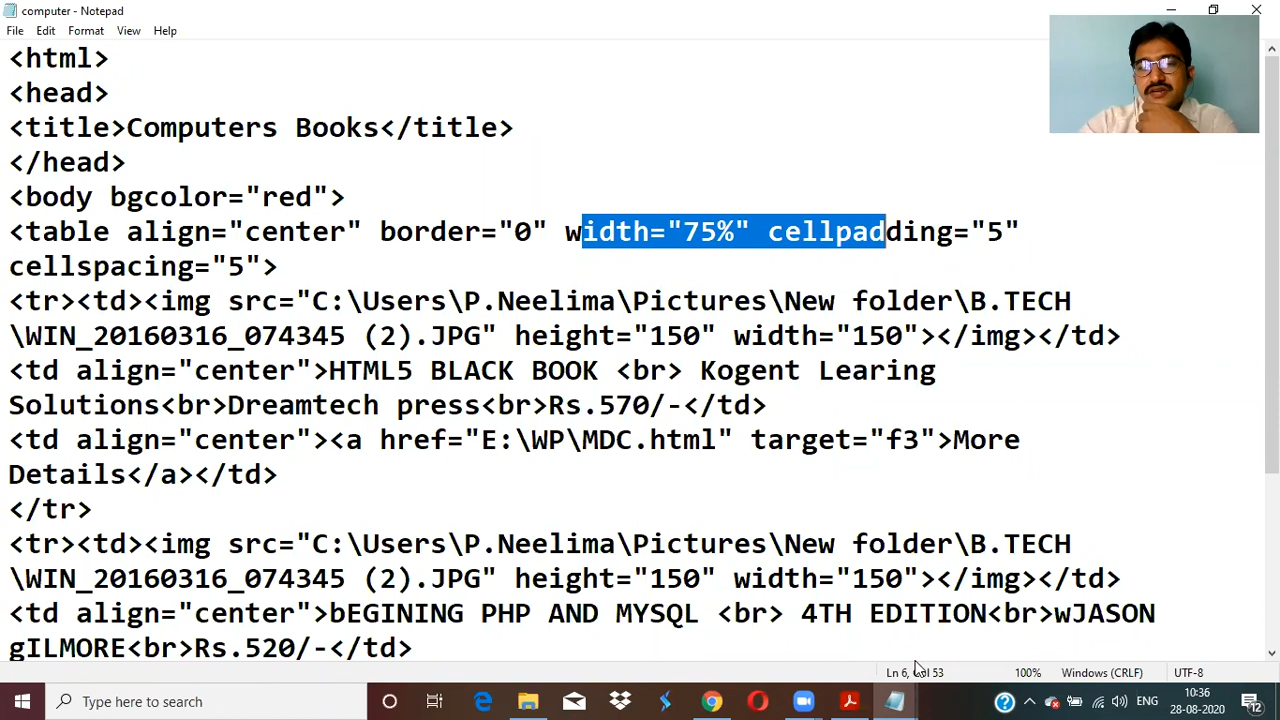 computer - Notepad
File Edit Format View Help
<html>
<head>
<title>Computers Books</title>
</head>
<body bgcolor="red">
<table align="center" border="0" width="75%" cellpadding="5"
cellspacing="5">
<tr><td><img src="C:\Users\P.Neelima\Pictures\New folder\B.TECH
\WIN_20160316_074345 (2).JPG" height="150" width="150"></img></td>
<td align="center">HTML5 BLACK BOOK <br> Kogent Learing
Solutions<br>Dreamtech press<br>Rs.570/-</td>
<td align="center"><a href="E:\WP\MDC.html" target="f3">More
Details</a></td>
</tr>
<tr><td><img src="C:\Users\P.Neelima\Pictures\New folder\B.TECH
\WIN_20160316_074345 (2).JPG" height="150" width="150"></img></td>
<td align="center">bEGINING PHP AND MYSQL <br> 4TH EDITION<br>wJASON
gILMORE<br>Rs.520/-</td>
Ln 6, Col 53 100% Windows (CRLF) UTF-8
Type here to search ENG 10:36
28-08-2020 12